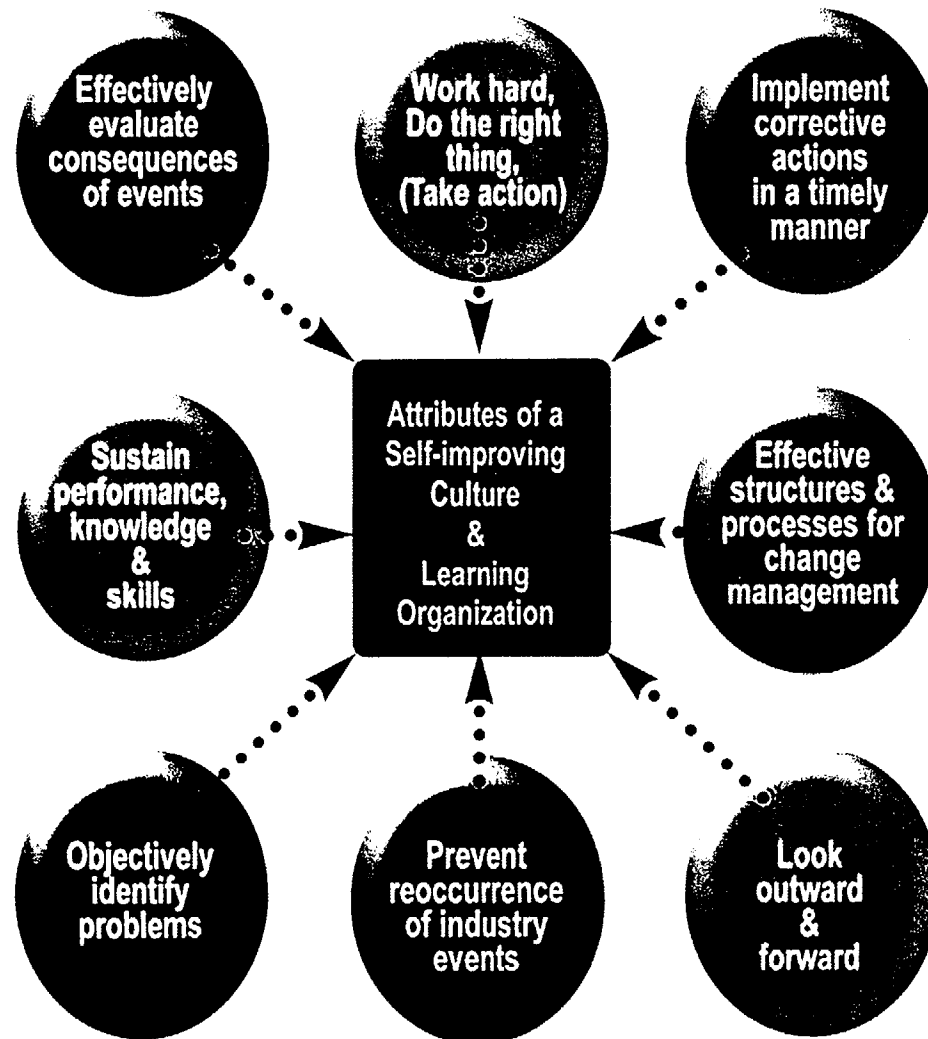 Effectively
evaluate
consequences
of events
Work hard,
Do the right
thing,
(Take action)
Implement
corrective
actions
in a timely
manner
Sustain
performance,
knowledge
&
skills
Attributes of a
Self-improving
Culture
&
Learning
Organization
Effective
structures &
processes for
change
management
Objectively
identify
problems
Prevent
reoccurrence
of industry
events
Look
outward
&
forward